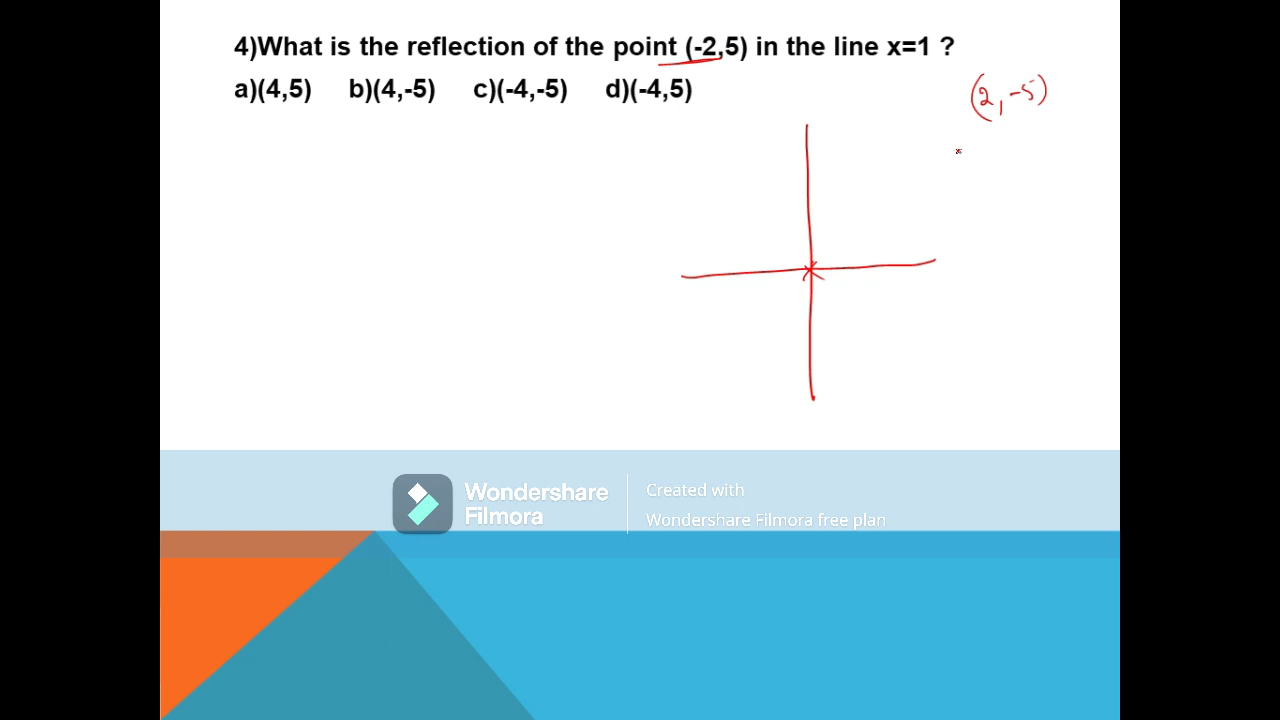 4)What is the reflection of the point (-2,5) in the line x=1 ?
a)(4,5) b)(4,-5) c)(-4,-5) d)(-4,5)
(2,-5)
Wondershare
Filmora
Created with
Wondershare Filmora free plan